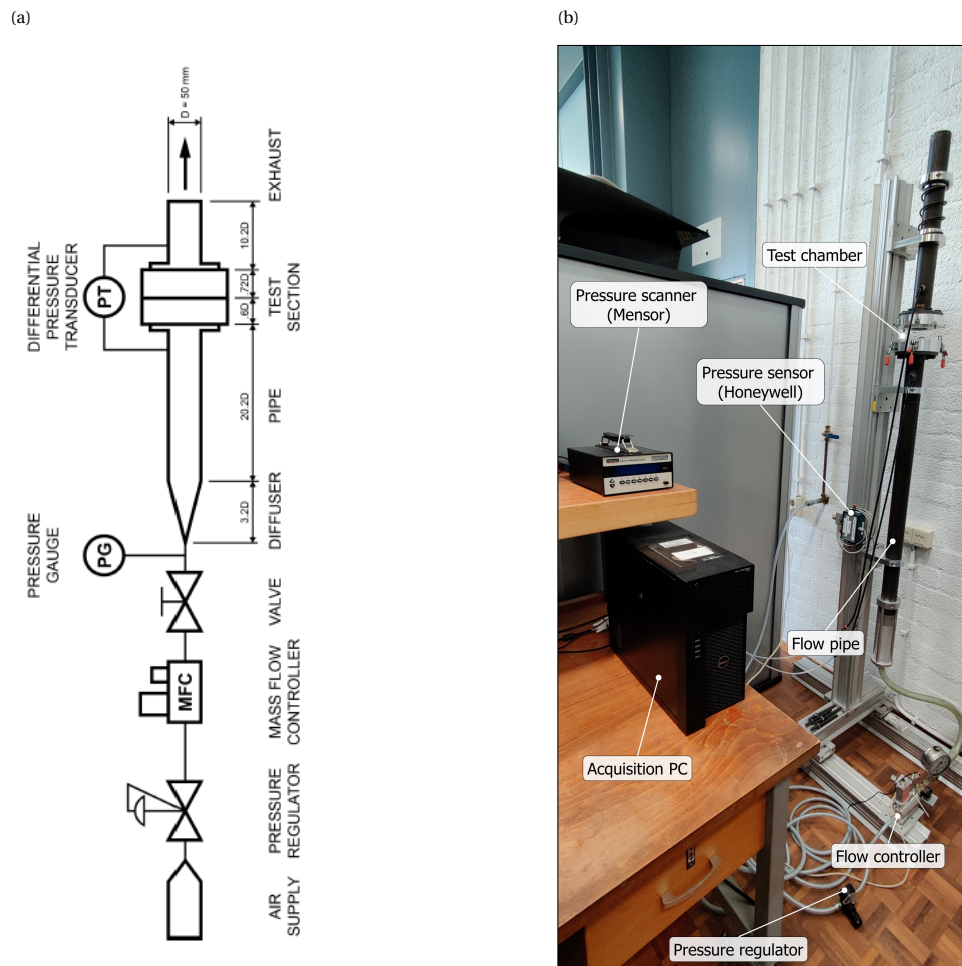 (a)
(b)
D = 50 mm
EXHAUST
10.2D
DIFFERENTIAL
PRESSURE
TRANSDUCER
PT
.72D
.6D
TEST
SECTION
20.2D
PIPE
3.2D
DIFFUSER
PRESSURE
GAUGE
PG
VALVE
MFC
MASS FLOW
CONTROLLER
PRESSURE
REGULATOR
AIR
SUPPLY
Test chamber
Pressure scanner
(Mensor)
Pressure sensor
(Honeywell)
Flow pipe
Acquisition PC
Flow controller
Pressure regulator